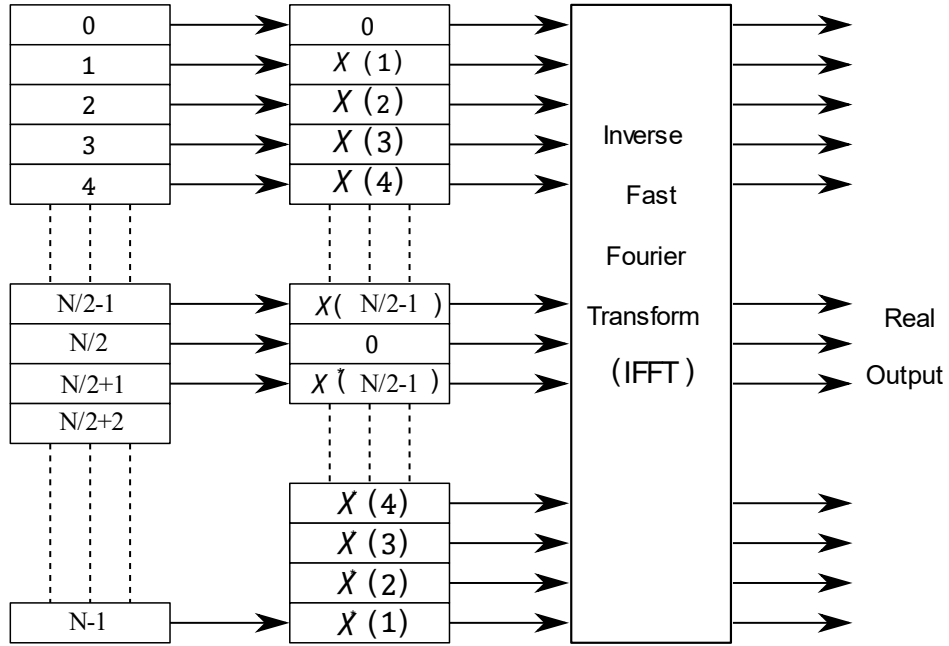 0
1
2
3
4
N/2-1
N/2
N/2+1
N/2+2
N-1
0
X (1)
X (2)
X (3)
X (4)
X( N/2-1 )
0
X*( N/2-1 )
X* (4)
X* (3)
X* (2)
X* (1)
Inverse
Fast
Fourier
Transform
(IFFT)
Real
Output